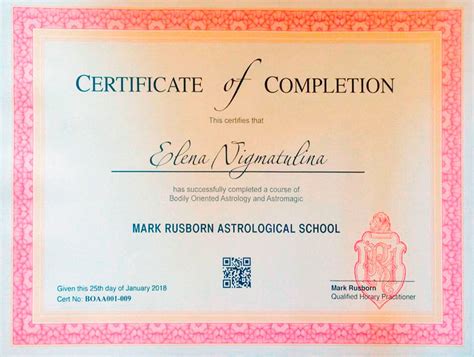 CERTIFICATE of COMPLETION
This certifies that
Elena Nigmatulina
has successfully completed a course of
Bodily Oriented Astrology and Astromagic
MARK RUSBORN ASTROLOGICAL SCHOOL
Given this 25th day of January 2018
Cert No: BOAA001-009
Mark Rusborn
Qualified Horary Practitioner